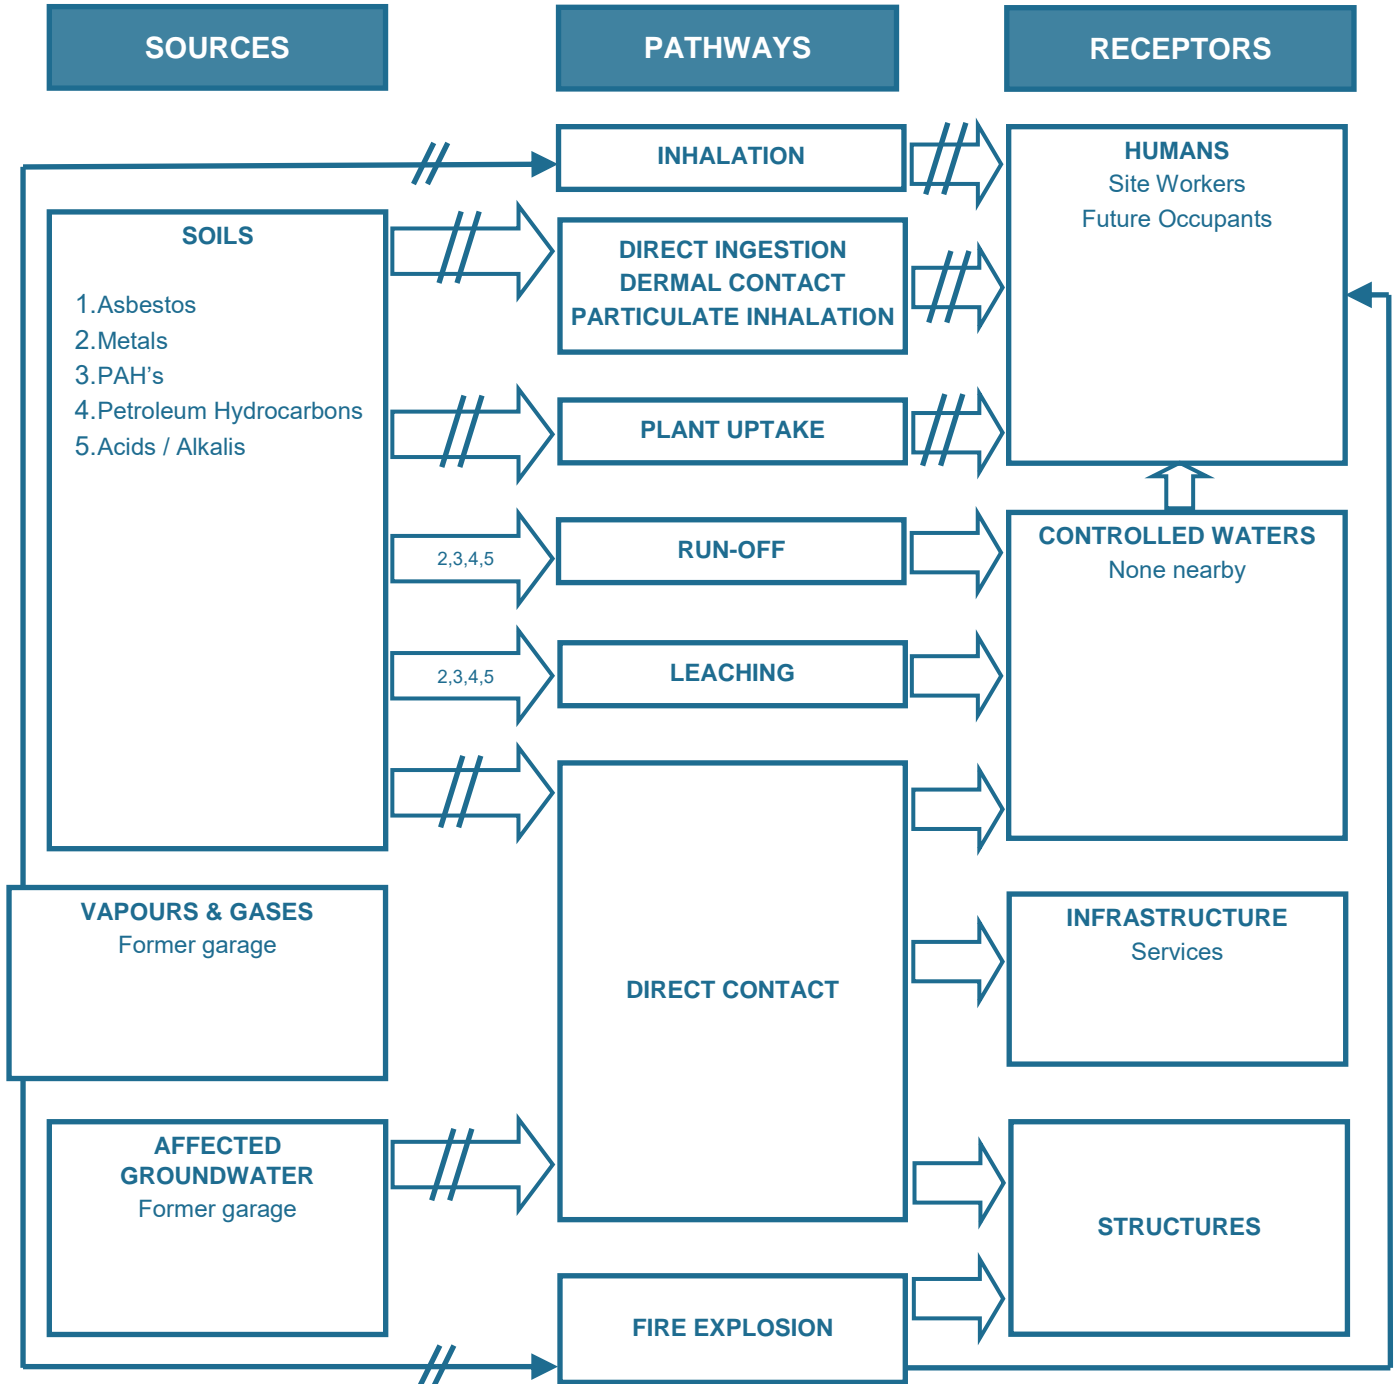 SOURCES
PATHWAYS
RECEPTORS
INHALATION
HUMANS
Site Workers
Future Occupants
SOILS
1.Asbestos
2.Metals
3.PAH’s
4.Petroleum Hydrocarbons
5.Acids / Alkalis
DIRECT INGESTION
DERMAL CONTACT
PARTICULATE INHALATION
PLANT UPTAKE
2,3,4,5
RUN-OFF
CONTROLLED WATERS
None nearby
2,3,4,5
LEACHING
VAPOURS & GASES
Former garage
DIRECT CONTACT
INFRASTRUCTURE
Services
AFFECTED
GROUNDWATER
Former garage
STRUCTURES
FIRE EXPLOSION